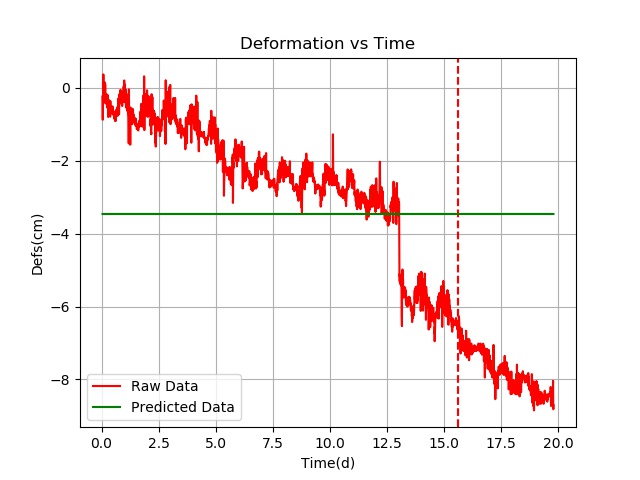 Deformation vs Time
Defs(cm)
0
−2
−4
−6
−8
Raw Data
Predicted Data
0.0 2.5 5.0 7.5 10.0 12.5 15.0 17.5 20.0
Time(d)